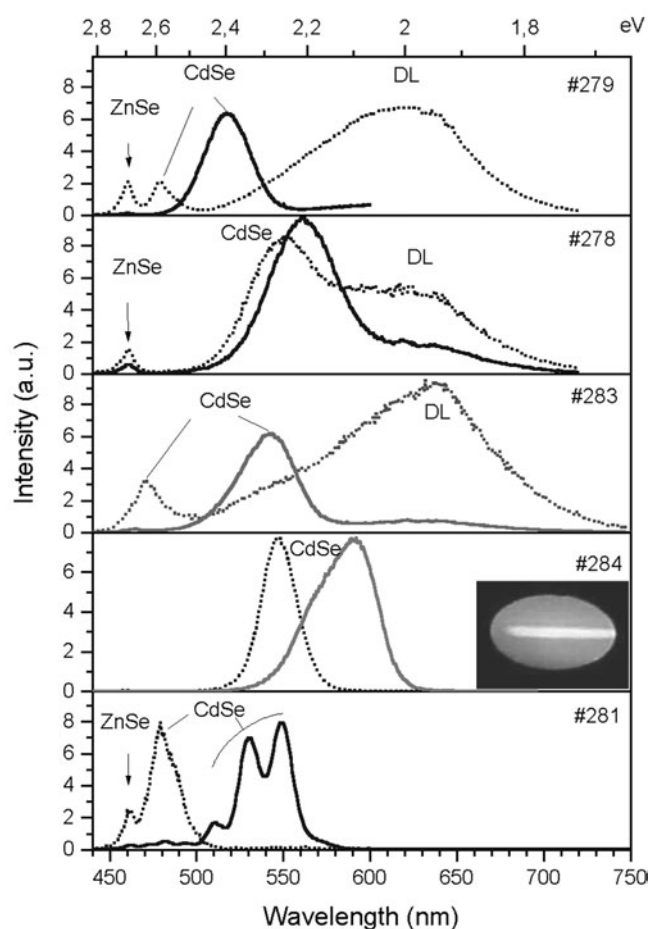 2,8 2,6 2,4 2,2 2 1,8 eV
ZnSe CdSe DL #279
8
6
4
2
0
ZnSe CdSe DL #278
8
6
4
2
0
CdSe DL #283
8
6
4
2
0
CdSe #284
6
4
2
0
ZnSe CdSe #281
8
6
4
2
0
450 500 550 600 650 700 750
Wavelength (nm)
Intensity (a.u.)